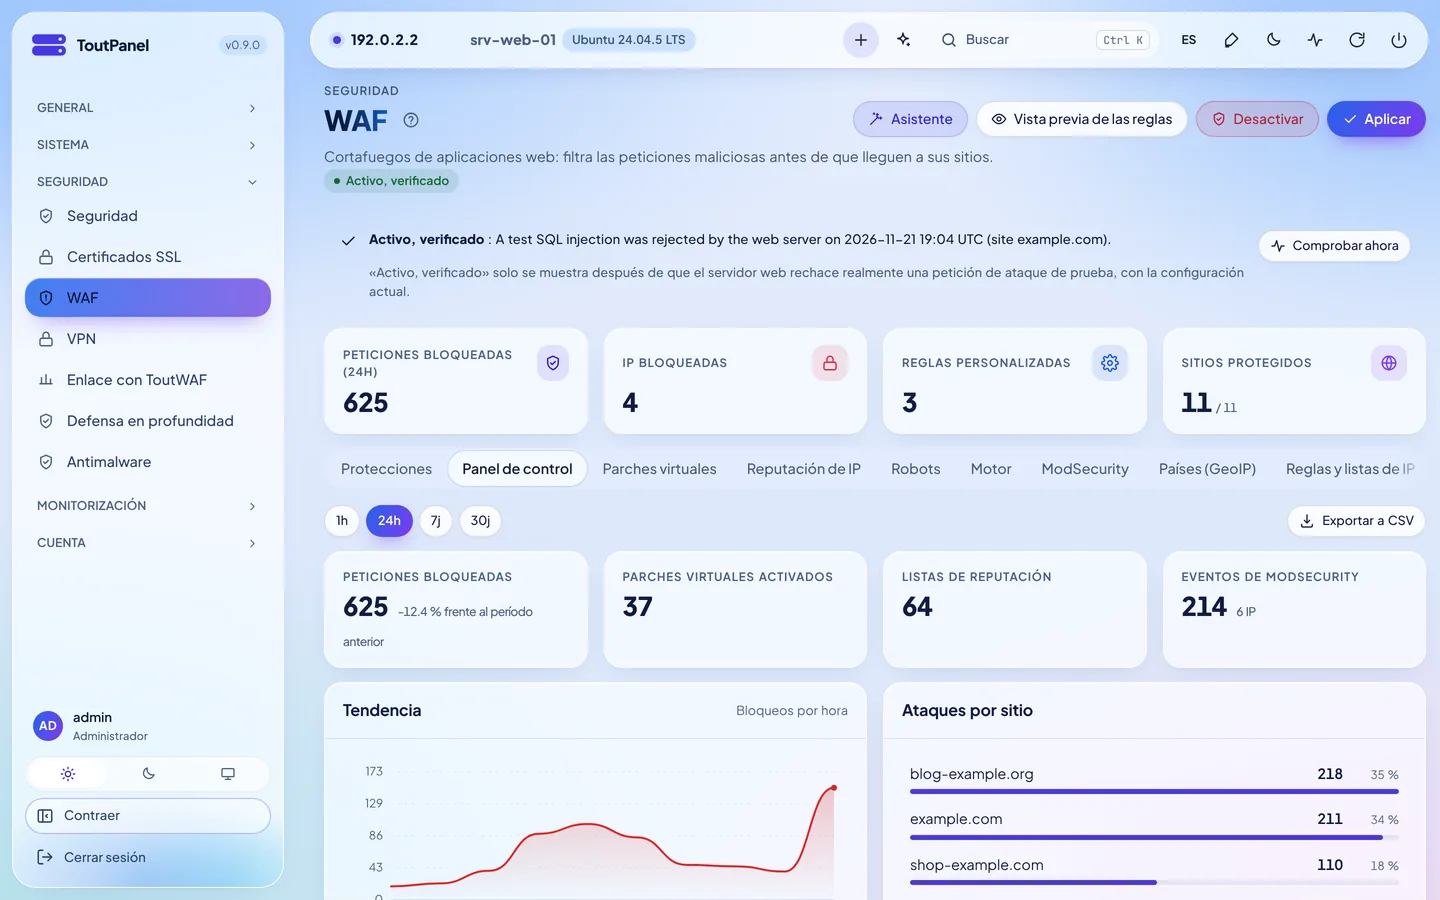 ToutPanel
v0.9.0
GENERAL
SISTEMA
SEGURIDAD
Seguridad
Certificados SSL
WAF
VPN
Enlace con ToutWAF
Defensa en profundidad
Antimalware
MONITORIZACIÓN
CUENTA
AD
admin
Administrador
Contraer
Cerrar sesión
192.0.2.2
srv-web-01
Ubuntu 24.04.5 LTS
Buscar
Ctrl K
ES
SEGURIDAD
WAF
Asistente
Vista previa de las reglas
Desactivar
Aplicar
Cortafuegos de aplicaciones web: filtra las peticiones maliciosas antes de que lleguen a sus sitios.
Activo, verificado
Activo, verificado : A test SQL injection was rejected by the web server on 2026-11-21 19:04 UTC (site example.com).
«Activo, verificado» solo se muestra después de que el servidor web rechace realmente una petición de ataque de prueba, con la configuración
actual.
Comprobar ahora
PETICIONES BLOQUEADAS
(24H)
625
IP BLOQUEADAS
4
REGLAS PERSONALIZADAS
3
SITIOS PROTEGIDOS
11 / 11
Protecciones
Panel de control
Parches virtuales
Reputación de IP
Robots
Motor
ModSecurity
Países (GeoIP)
Reglas y listas de IP
1h
24h
7j
30j
Exportar a CSV
PETICIONES BLOQUEADAS
625 -12.4 % frente al período
anterior
PARCHES VIRTUALES ACTIVADOS
37
LISTAS DE REPUTACIÓN
64
EVENTOS DE MODSECURITY
214 6 IP
Tendencia
Bloqueos por hora
173
129
86
43
0
Ataques por sitio
blog-example.org 218 35 %
example.com 211 34 %
shop-example.com 110 18 %